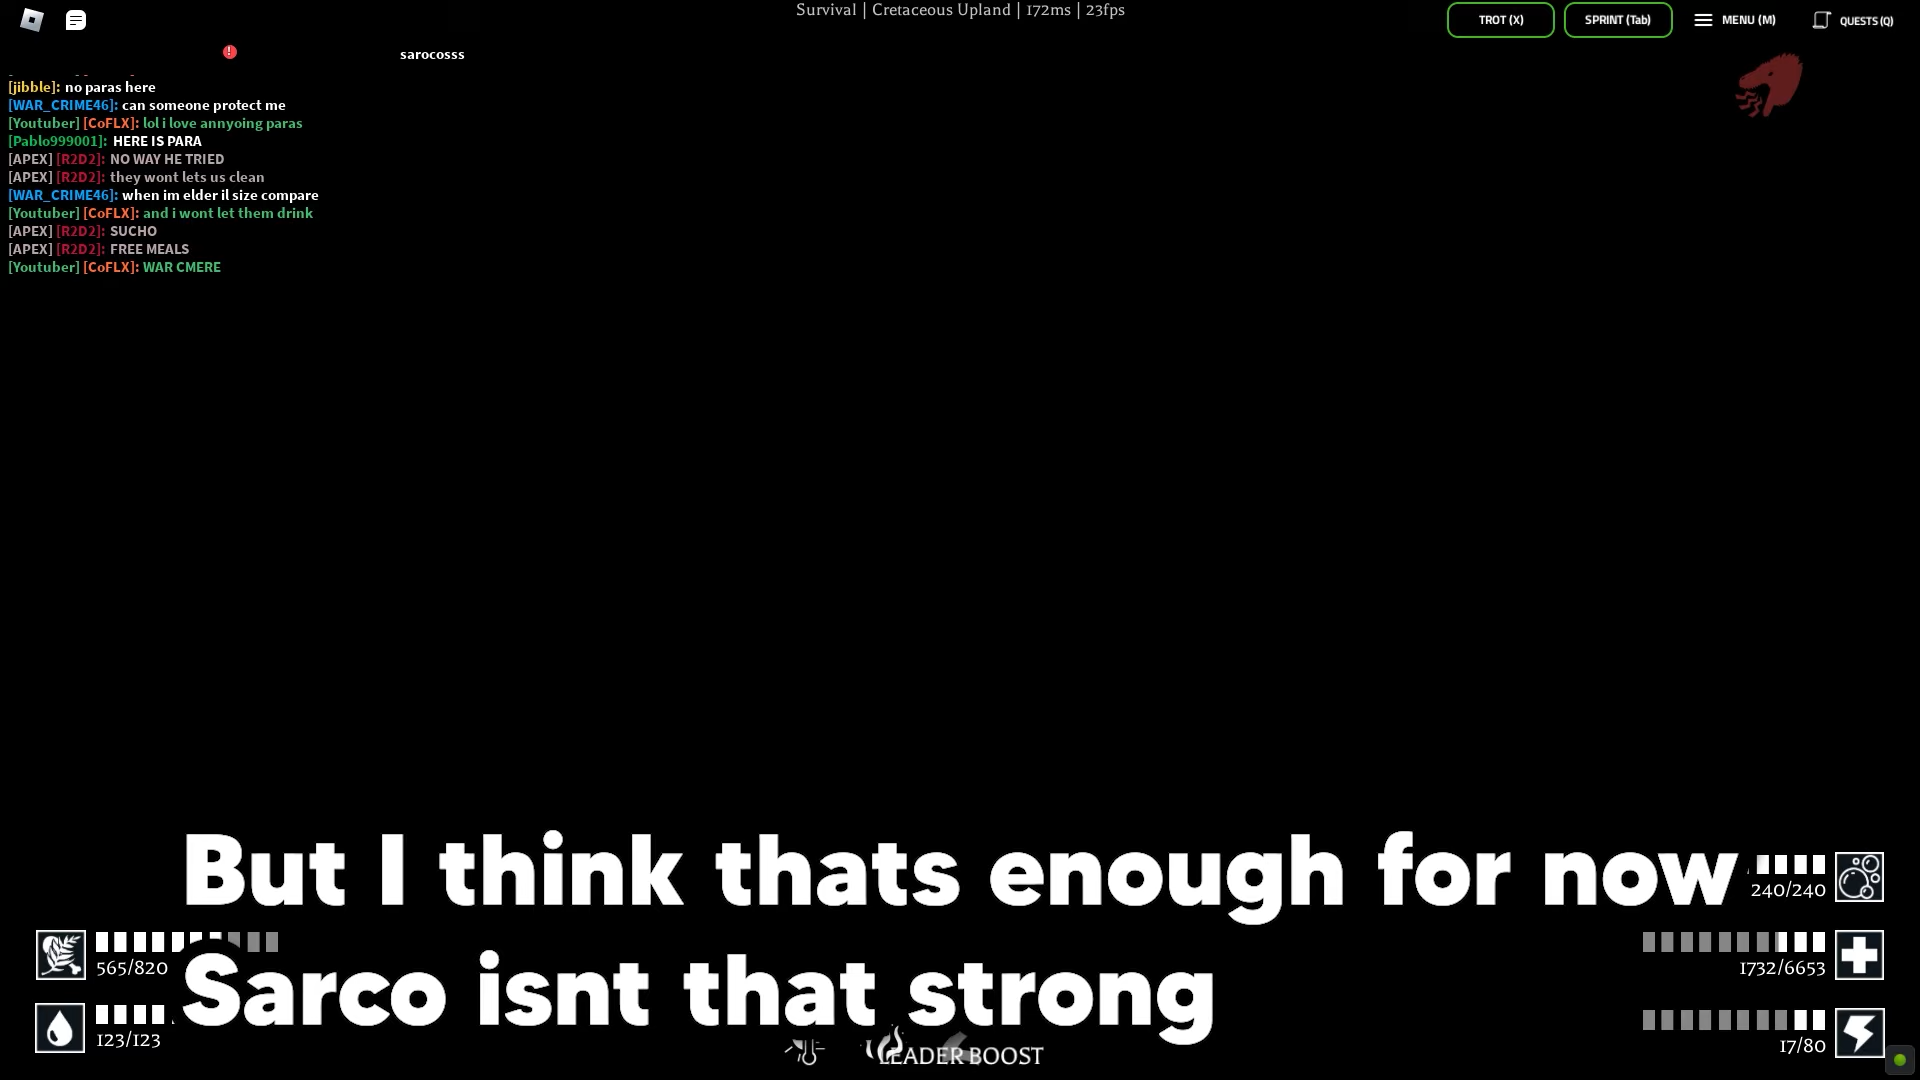 Survival | Cretaceous Upland | 172ms | 23fps
TROT (X)
SPRINT (Tab)
MENU (M)
QUESTS (Q)
sarocosss
[jibble]: no paras here
[WAR_CRIME46]: can someone protect me
[Youtuber] [CoFLX]: lol i love annyoing paras
[Pablo999001]: HERE IS PARA
[APEX] [R2D2]: NO WAY HE TRIED
[APEX] [R2D2]: they wont lets us clean
[WAR_CRIME46]: when im elder il size compare
[Youtuber] [CoFLX]: and i wont let them drink
[APEX] [R2D2]: SUCHO
[APEX] [R2D2]: FREE MEALS
[Youtuber] [CoFLX]: WAR CMERE
But I think thats enough for now
Sarco isnt that strong
240/240
565/820
1732/6653
123/123
17/80
LEADER BOOST